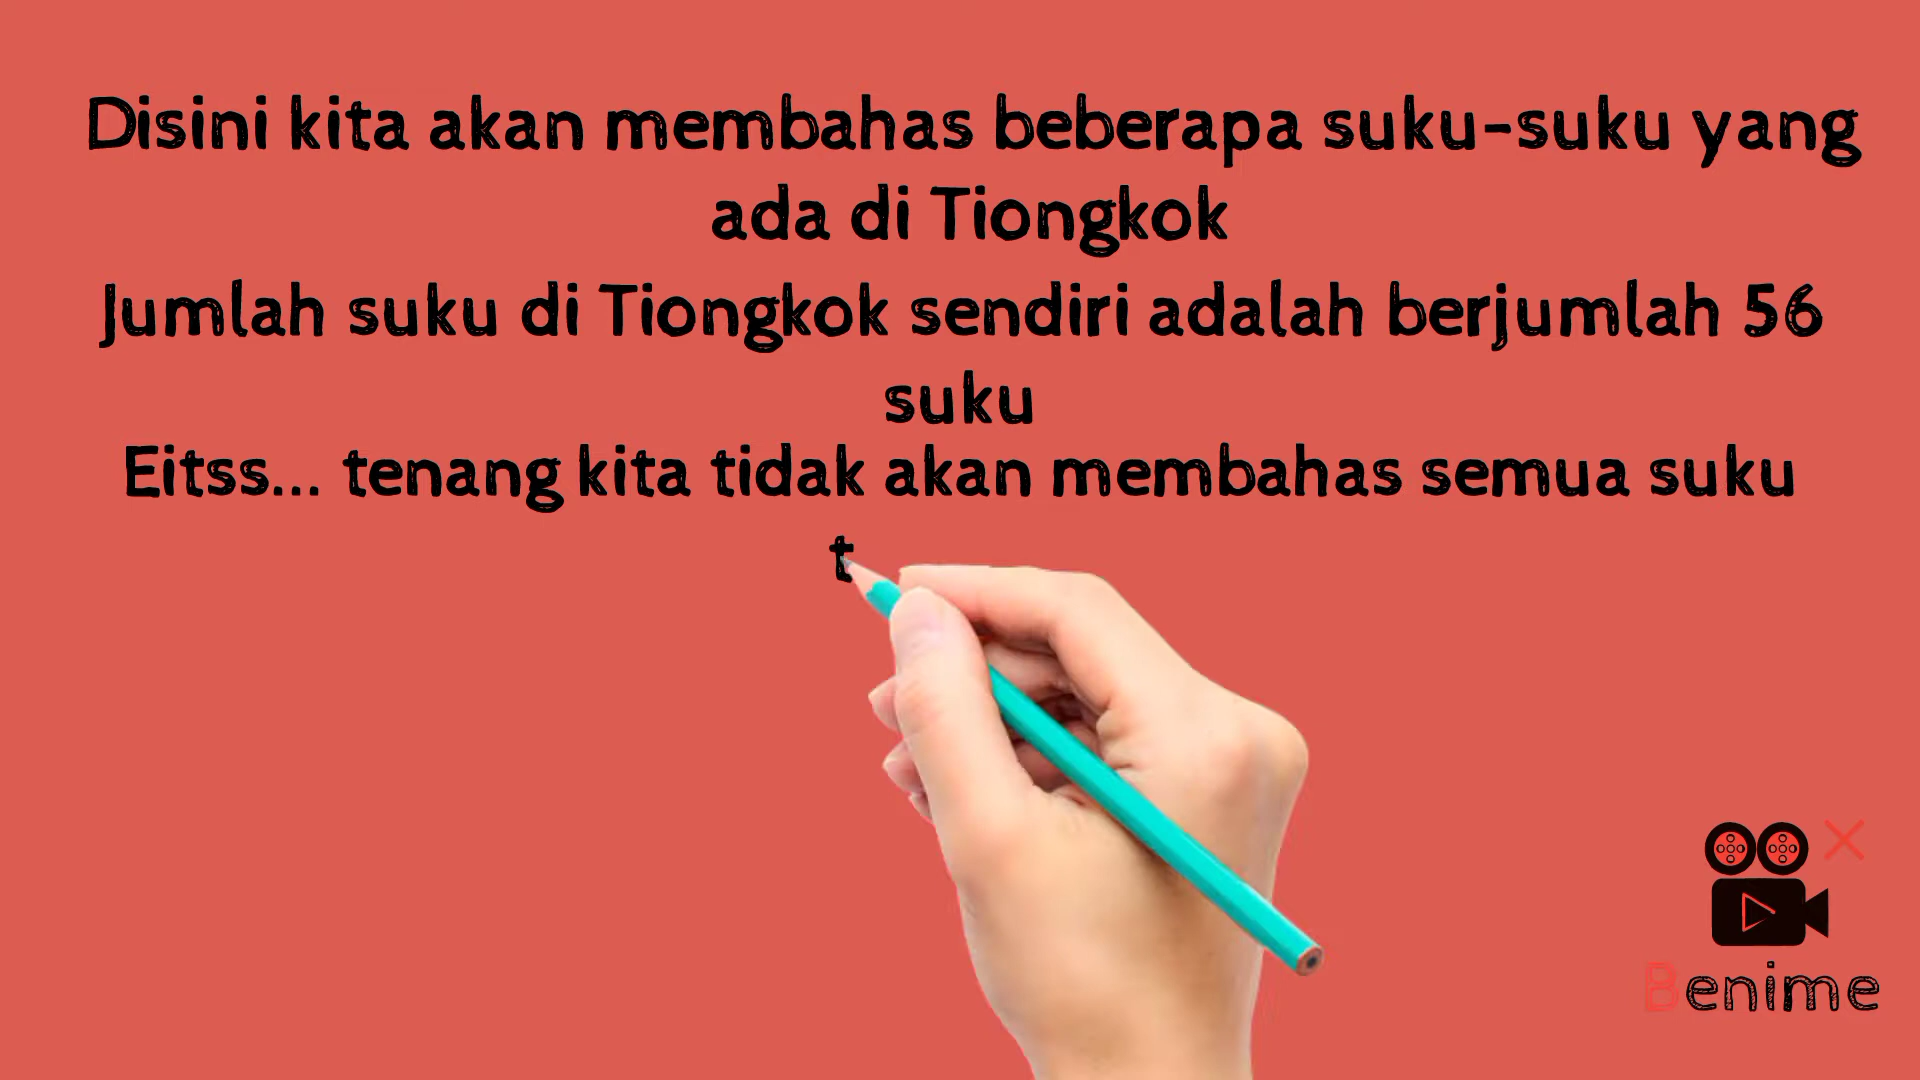 Disini kita akan membahas beberapa suku-suku yang
ada di Tiongkok
Jumlah suku di Tiongkok sendiri adalah berjumlah 56
suku
Eitss... tenang kita tidak akan membahas semua suku
t
Benime